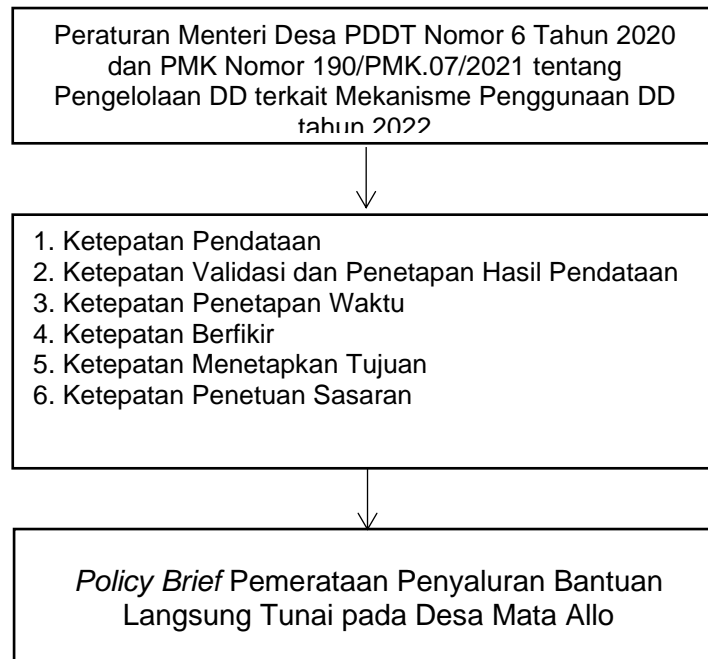 Peraturan Menteri Desa PDDT Nomor 6 Tahun 2020
dan PMK Nomor 190/PMK.07/2021 tentang
Pengelolaan DD terkait Mekanisme Penggunaan DD
tahun 2022
1. Ketepatan Pendataan
2. Ketepatan Validasi dan Penetapan Hasil Pendataan
3. Ketepatan Penetapan Waktu
4. Ketepatan Berfikir
5. Ketepatan Menetapkan Tujuan
6. Ketepatan Penetuan Sasaran
Policy Brief Pemerataan Penyaluran Bantuan
Langsung Tunai pada Desa Mata Allo